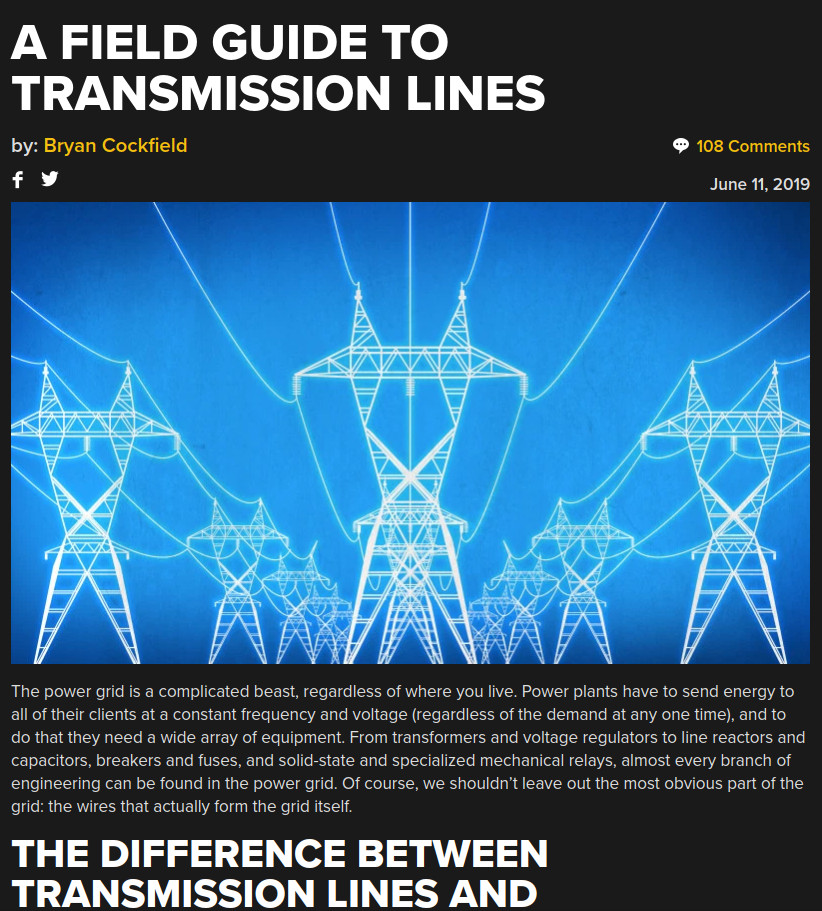 A FIELD GUIDE TO
TRANSMISSION LINES
by: Bryan Cockfield
108 Comments
June 11, 2019
The power grid is a complicated beast, regardless of where you live. Power plants have to send energy to
all of their clients at a constant frequency and voltage (regardless of the demand at any one time), and to
do that they need a wide array of equipment. From transformers and voltage regulators to line reactors and
capacitors, breakers and fuses, and solid-state and specialized mechanical relays, almost every branch of
engineering can be found in the power grid. Of course, we shouldn’t leave out the most obvious part of the
grid: the wires that actually form the grid itself.
THE DIFFERENCE BETWEEN
TRANSMISSION LINES AND